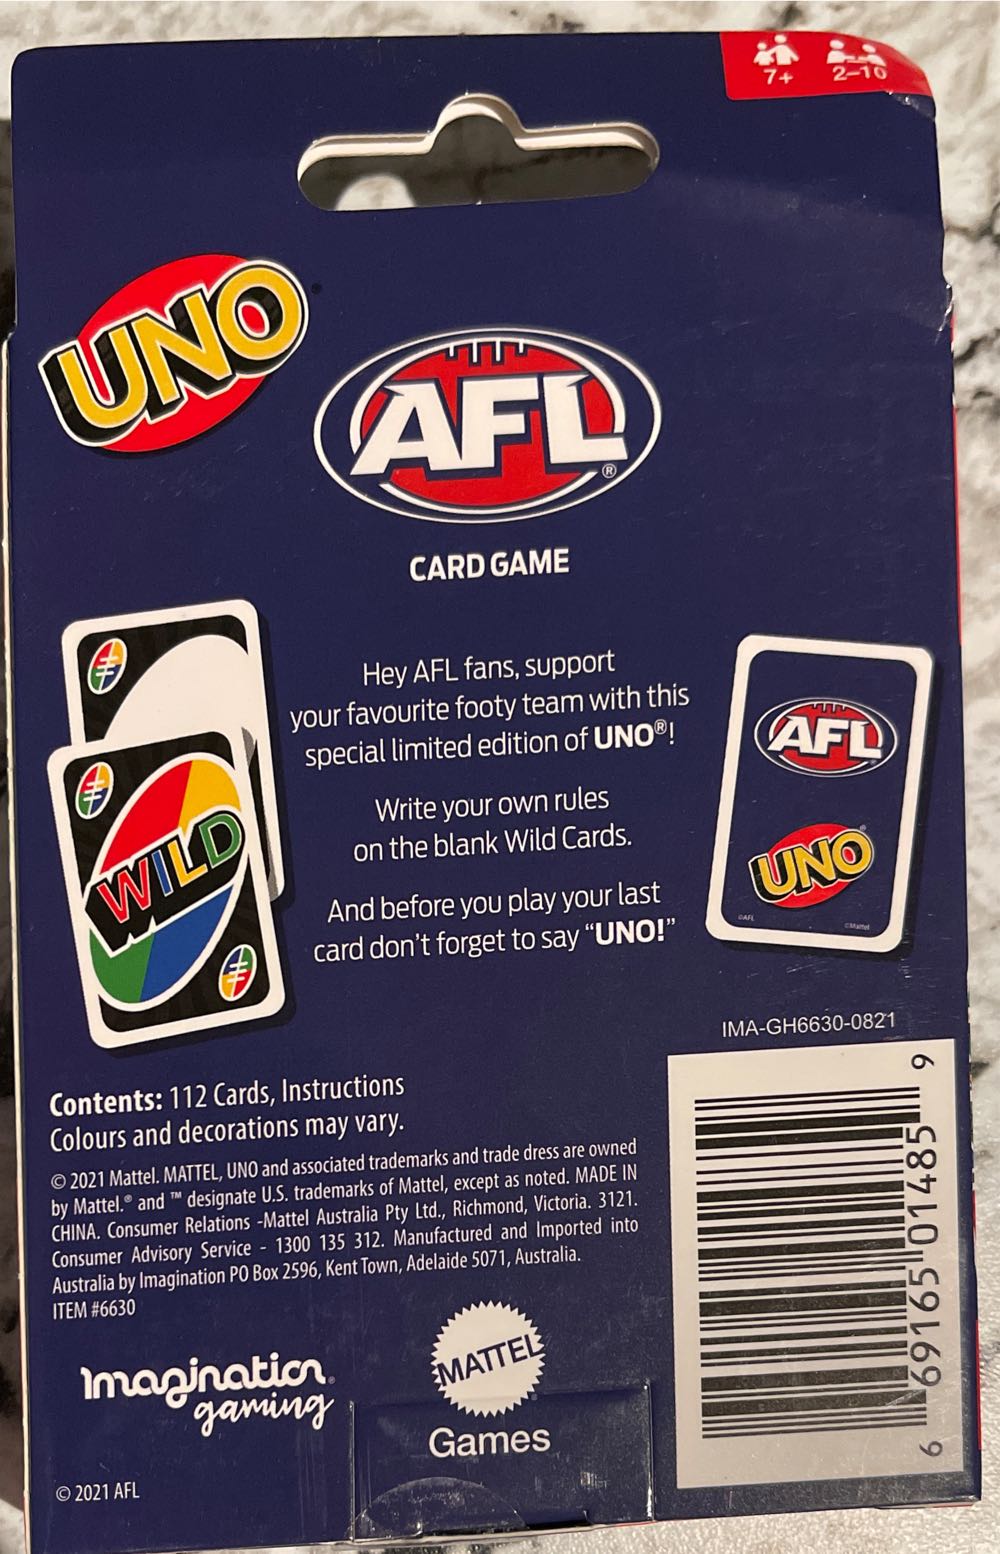 7+ 2-10
UNO
AFL®
CARD GAME
Hey AFL fans, support
your favourite footy team with this
special limited edition of UNO®!
Write your own rules
on the blank Wild Cards.
And before you play your last
card don't forget to say “UNO!”
WILD
AFL
UNO
©AFL ©Mattel
IMA-GH6630-0821
Contents: 112 Cards, Instructions
Colours and decorations may vary.
© 2021 Mattel. MATTEL, UNO and associated trademarks and trade dress are owned
by Mattel.® and ™ designate U.S. trademarks of Mattel, except as noted. MADE IN
CHINA. Consumer Relations -Mattel Australia Pty Ltd., Richmond, Victoria. 3121.
Consumer Advisory Service - 1300 135 312. Manufactured and Imported into
Australia by Imagination PO Box 2596, Kent Town, Adelaide 5071, Australia.
ITEM #6630
Imagination
gaming
MATTEL
Games
© 2021 AFL
6 69165 01485 9